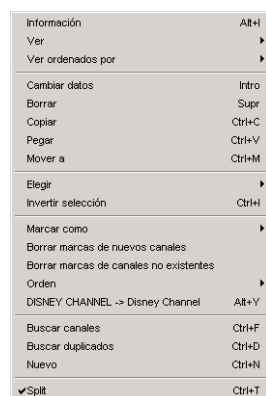 Información Alt+I
Ver
Ver ordenados por
Cambiar datos Intro
Borrar Supr
Copiar Ctrl+C
Pegar Ctrl+V
Mover a Ctrl+M
Elegir
Invertir selección Ctrl+I
Marcar como
Borrar marcas de nuevos canales
Borrar marcas de canales no existentes
Orden
DISNEY CHANNEL -> Disney Channel Alt+Y
Buscar canales Ctrl+F
Buscar duplicados Ctrl+D
Nuevo Ctrl+N
Split Ctrl+T